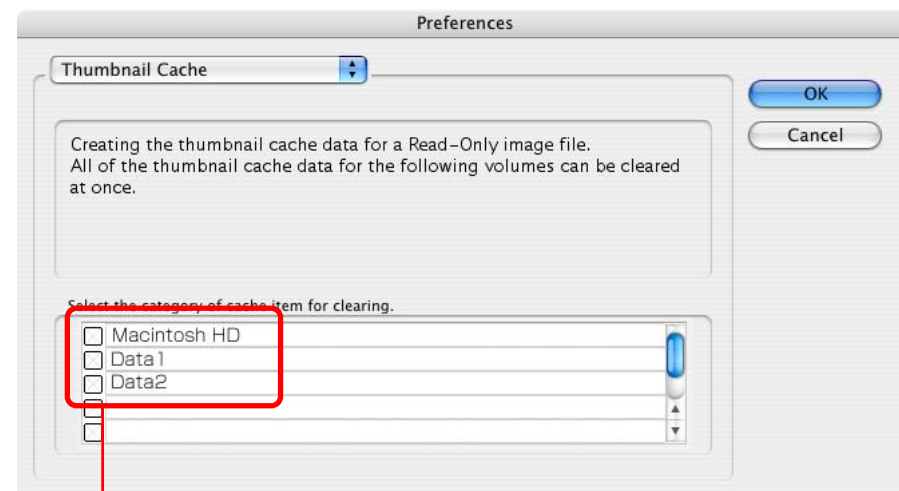 Preferences
Thumbnail Cache
OK
Creating the thumbnail cache data for a Read-Only image file.
Cancel
All of the thumbnail cache data for the following volumes can be cleared
at once.
Select the category of cache item for clearing.
Macintosh HD
Data1
Data2